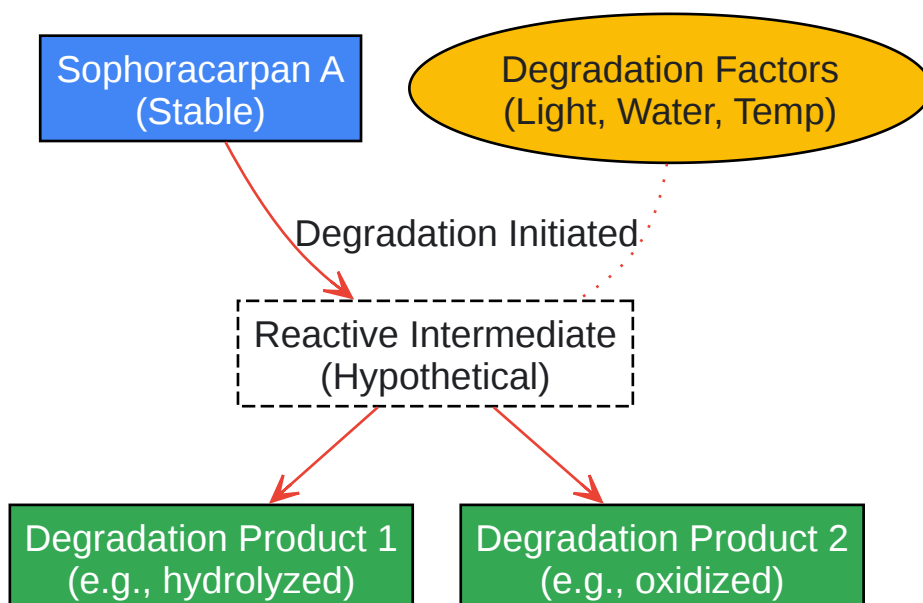 Sophoracarpan A
(Stable)
Degradation Factors
(Light, Water, Temp)
Degradation Initiated
Reactive Intermediate
(Hypothetical)
Degradation Product 1
(e.g., hydrolyzed)
Degradation Product 2
(e.g., oxidized)